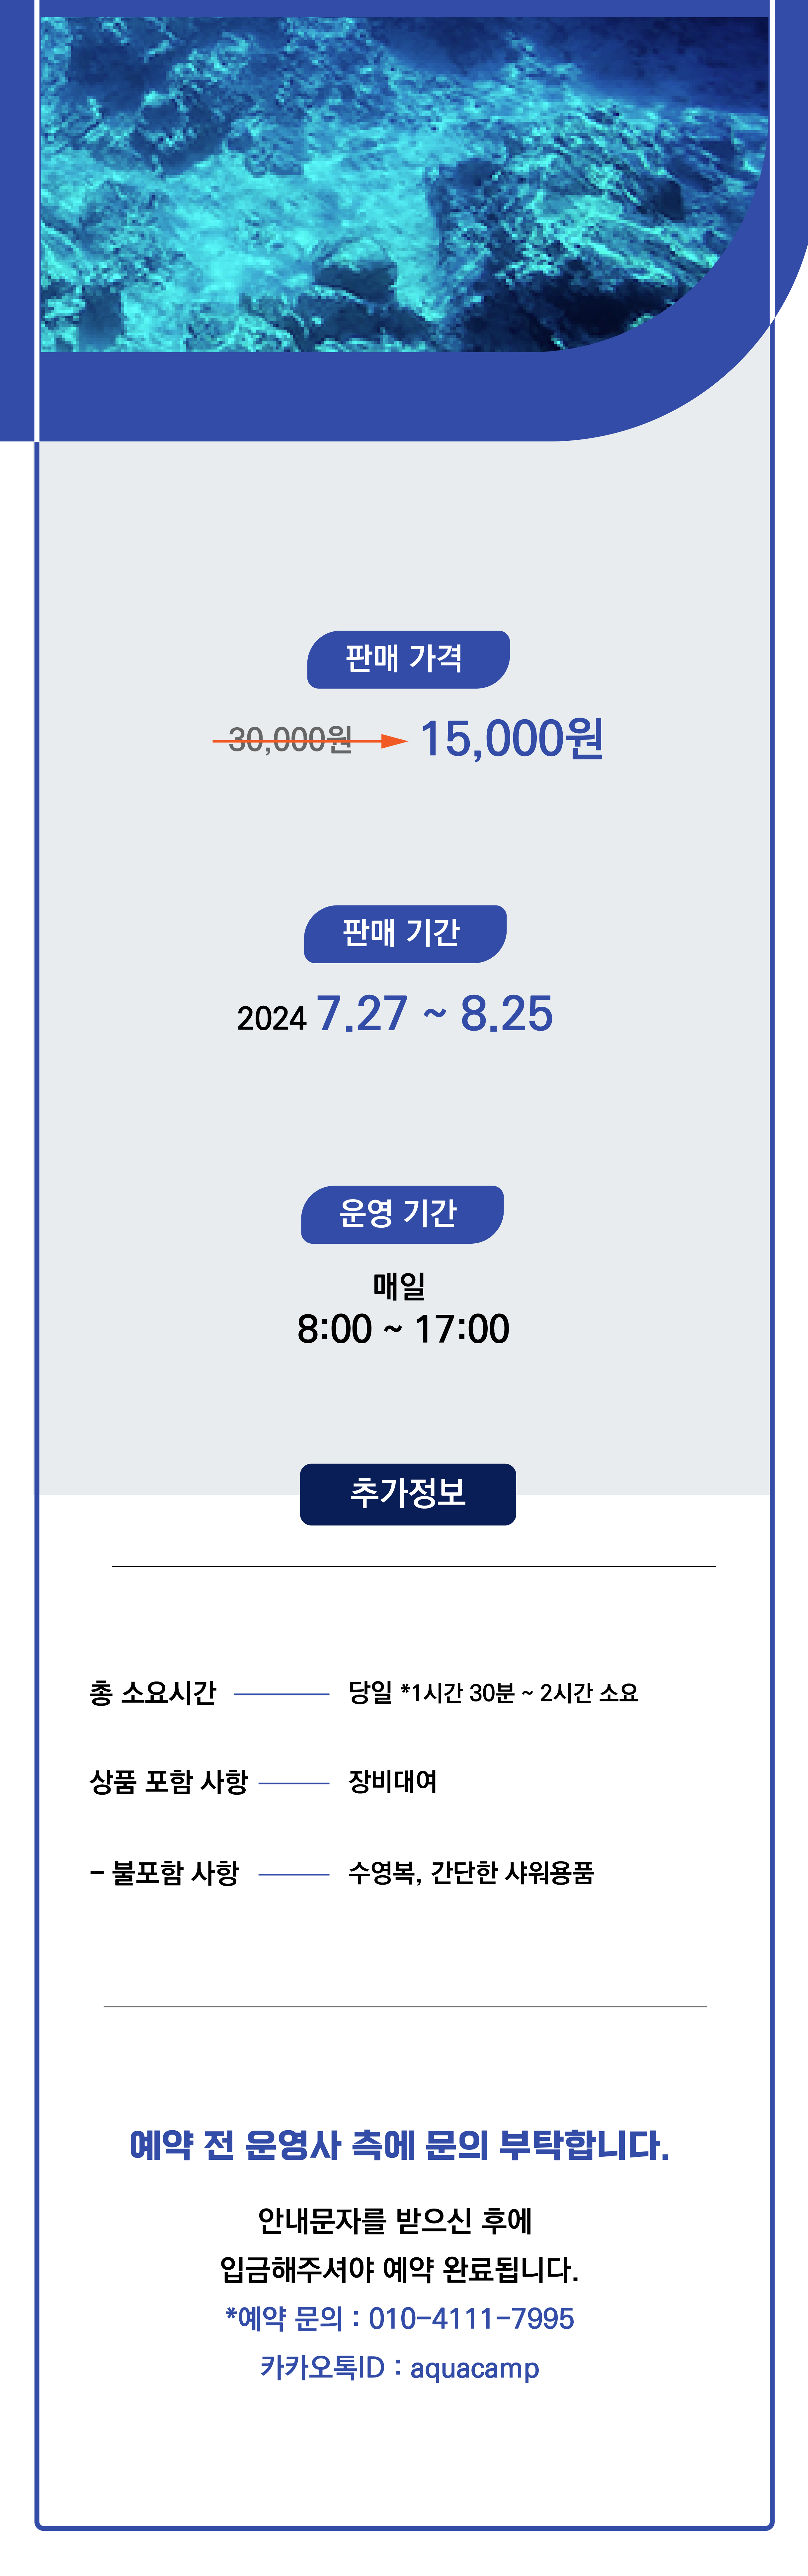 판매 가격
30,000원 15,000원
판매 기간
2024 7.27 ~ 8.25
운영 기간
매일
8:00 ~ 17:00
추가정보
총 소요시간 당일 *1시간 30분 ~ 2시간 소요
상품 포함 사항 장비대여
- 불포함 사항 수영복, 간단한 샤워용품
예약 전 운영사 측에 문의 부탁합니다.
안내문자를 받으신 후에
입금해주셔야 예약 완료됩니다.
*예약 문의 : 010-4111-7995
카카오톡ID : aquacamp